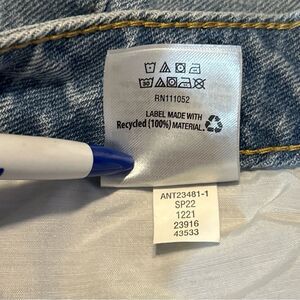 RN111052
LABEL MADE WITH
Recycled (100%) MATERIAL.
ANT23481-1
SP22
1221
23916
43533